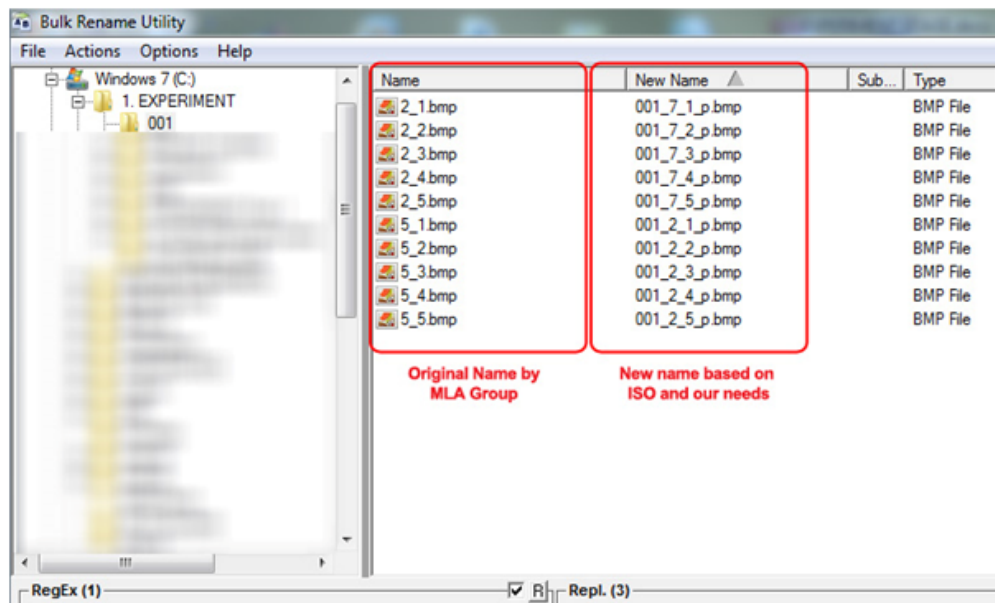 Bulk Rename Utility
File Actions Options Help
Windows 7 (C:)
1. EXPERIMENT
001
Name New Name Sub... Type
2_1.bmp 001_7_1_p.bmp BMP File
2_2.bmp 001_7_2_p.bmp BMP File
2_3.bmp 001_7_3_p.bmp BMP File
2_4.bmp 001_7_4_p.bmp BMP File
2_5.bmp 001_7_5_p.bmp BMP File
5_1.bmp 001_2_1_p.bmp BMP File
5_2.bmp 001_2_2_p.bmp BMP File
5_3.bmp 001_2_3_p.bmp BMP File
5_4.bmp 001_2_4_p.bmp BMP File
5_5.bmp 001_2_5_p.bmp BMP File
Original Name by
MLA Group
New name based on
ISO and our needs
RegEx (1) R Repl. (3)